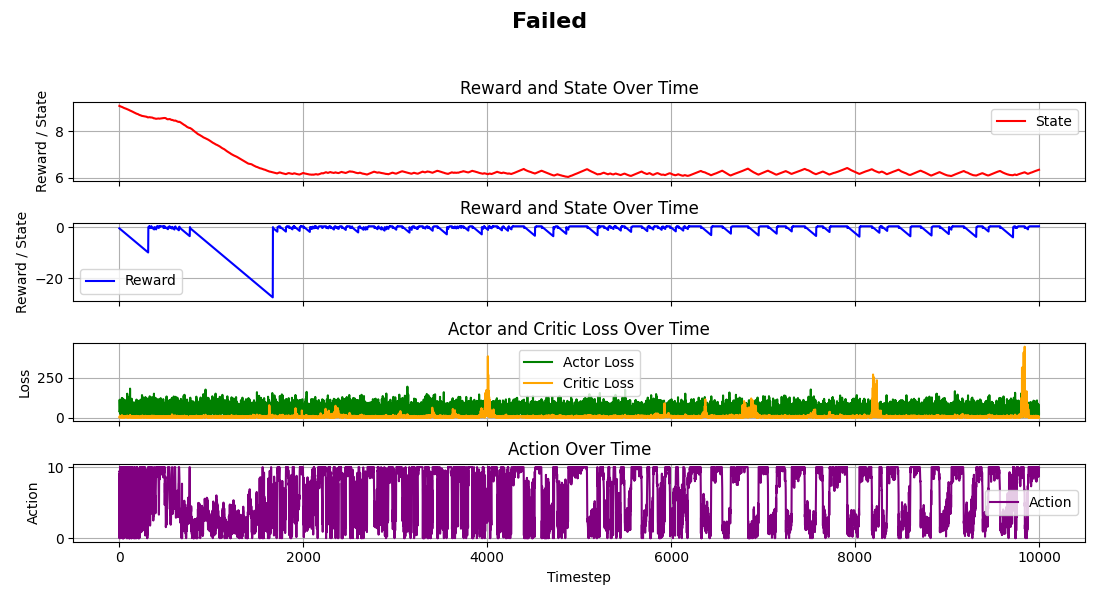 Failed
Reward and State Over Time
Reward / State
8
6
State
Reward and State Over Time
Reward / State
0
−20
Reward
Actor and Critic Loss Over Time
Loss
250
0
Actor Loss
Critic Loss
Action Over Time
Action
10
0
Action
0 2000 4000 6000 8000 10000
Timestep